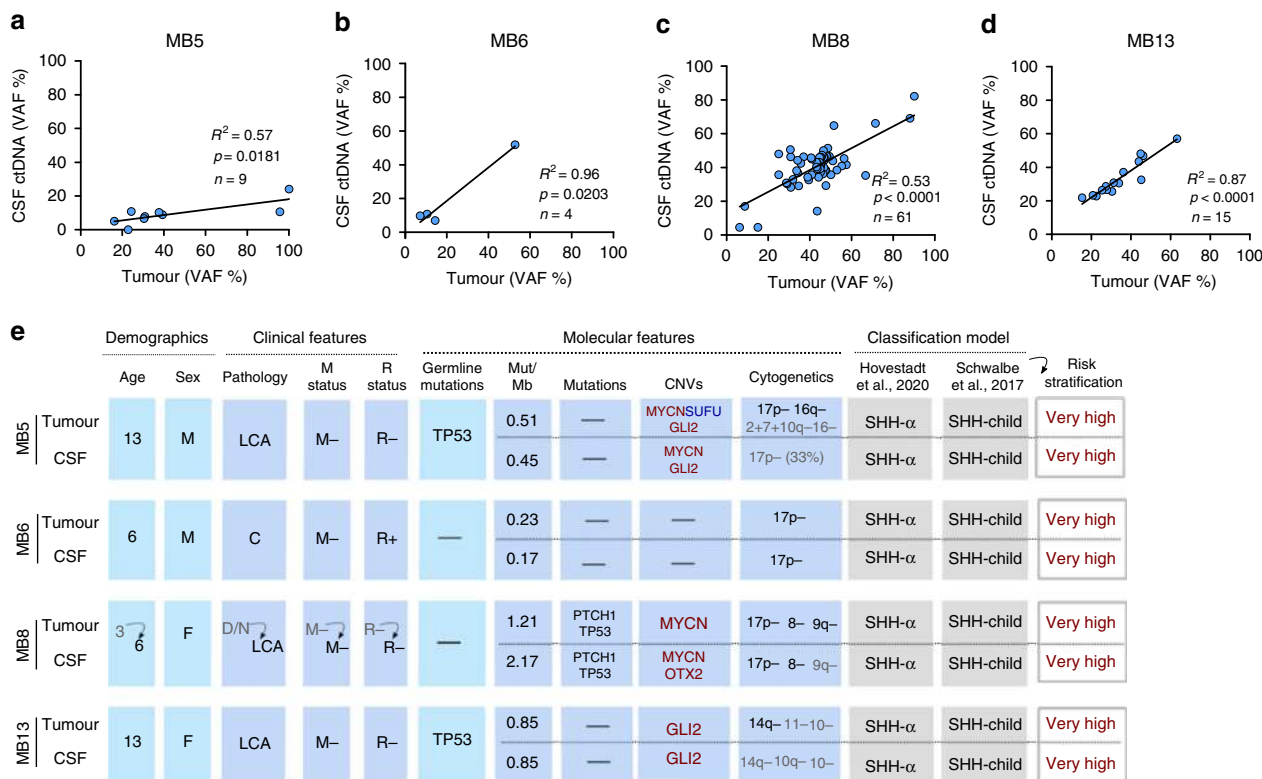 a
MB5
CSF ctDNA (VAF %)
100
80
60
40
20
0
R² = 0.57
p = 0.0181
n = 9
0 20 40 60 80 100
Tumour (VAF %)
b
MB6
100
80
60
40
20
0
R² = 0.96
p = 0.0203
n = 4
0 20 40 60 80 100
Tumour (VAF %)
c
MB8
CSF ctDNA (VAF %)
100
80
60
40
20
0
R² = 0.53
p < 0.0001
n = 61
0 20 40 60 80 100
Tumour (VAF %)
d
MB13
CSF ctDNA (VAF %)
100
80
60
40
20
0
R² = 0.87
p < 0.0001
n = 15
0 20 40 60 80 100
Tumour (VAF %)
e
Demographics Clinical features Molecular features Classification model
Age Sex Pathology M status R status Germline mutations Mut/Mb Mutations CNVs Cytogenetics Hovestadt et al., 2020 Schwalbe et al., 2017 Risk stratification
MB5
Tumour
CSF
13 M LCA M– R– TP53
0.51 — MYCNSUFU GLI2 17p– 16q– 2+7+10q–16– SHH-α SHH-child Very high
0.45 — MYCN GLI2 17p– (33%) SHH-α SHH-child Very high
MB6
Tumour
CSF
6 M C M– R+ —
0.23 — — 17p– SHH-α SHH-child Very high
0.17 — — 17p– SHH-α SHH-child Very high
MB8
Tumour
CSF
3 6 F D/N LCA M– M– R– R– —
1.21 PTCH1 TP53 MYCN 17p– 8– 9q– SHH-α SHH-child Very high
2.17 PTCH1 TP53 MYCN OTX2 17p– 8– 9q– SHH-α SHH-child Very high
MB13
Tumour
CSF
13 F LCA M– R– TP53
0.85 — GLI2 14q– 11– 10– SHH-α SHH-child Very high
0.85 — GLI2 14q– 10q– 10– SHH-α SHH-child Very high